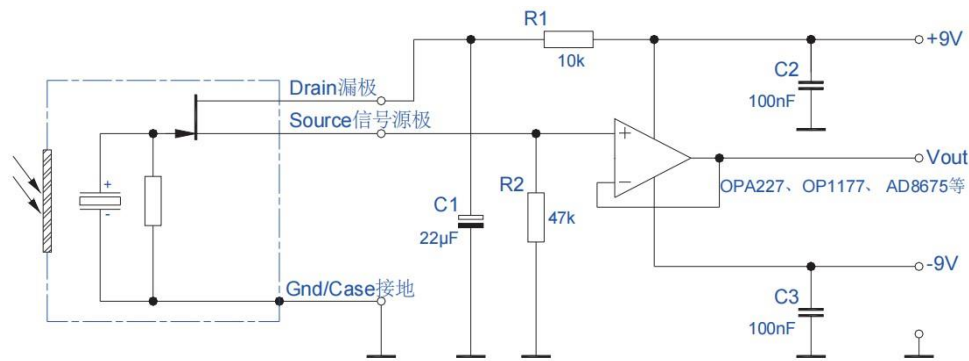 R1
+9V
10k
C2
100nF
Drain漏极
Source信号源极
+
Vout
−
OPA227、OP1177、 AD8675等
R2
47k
C1
22μF
+
-
-9V
Gnd/Case接地
C3
100nF